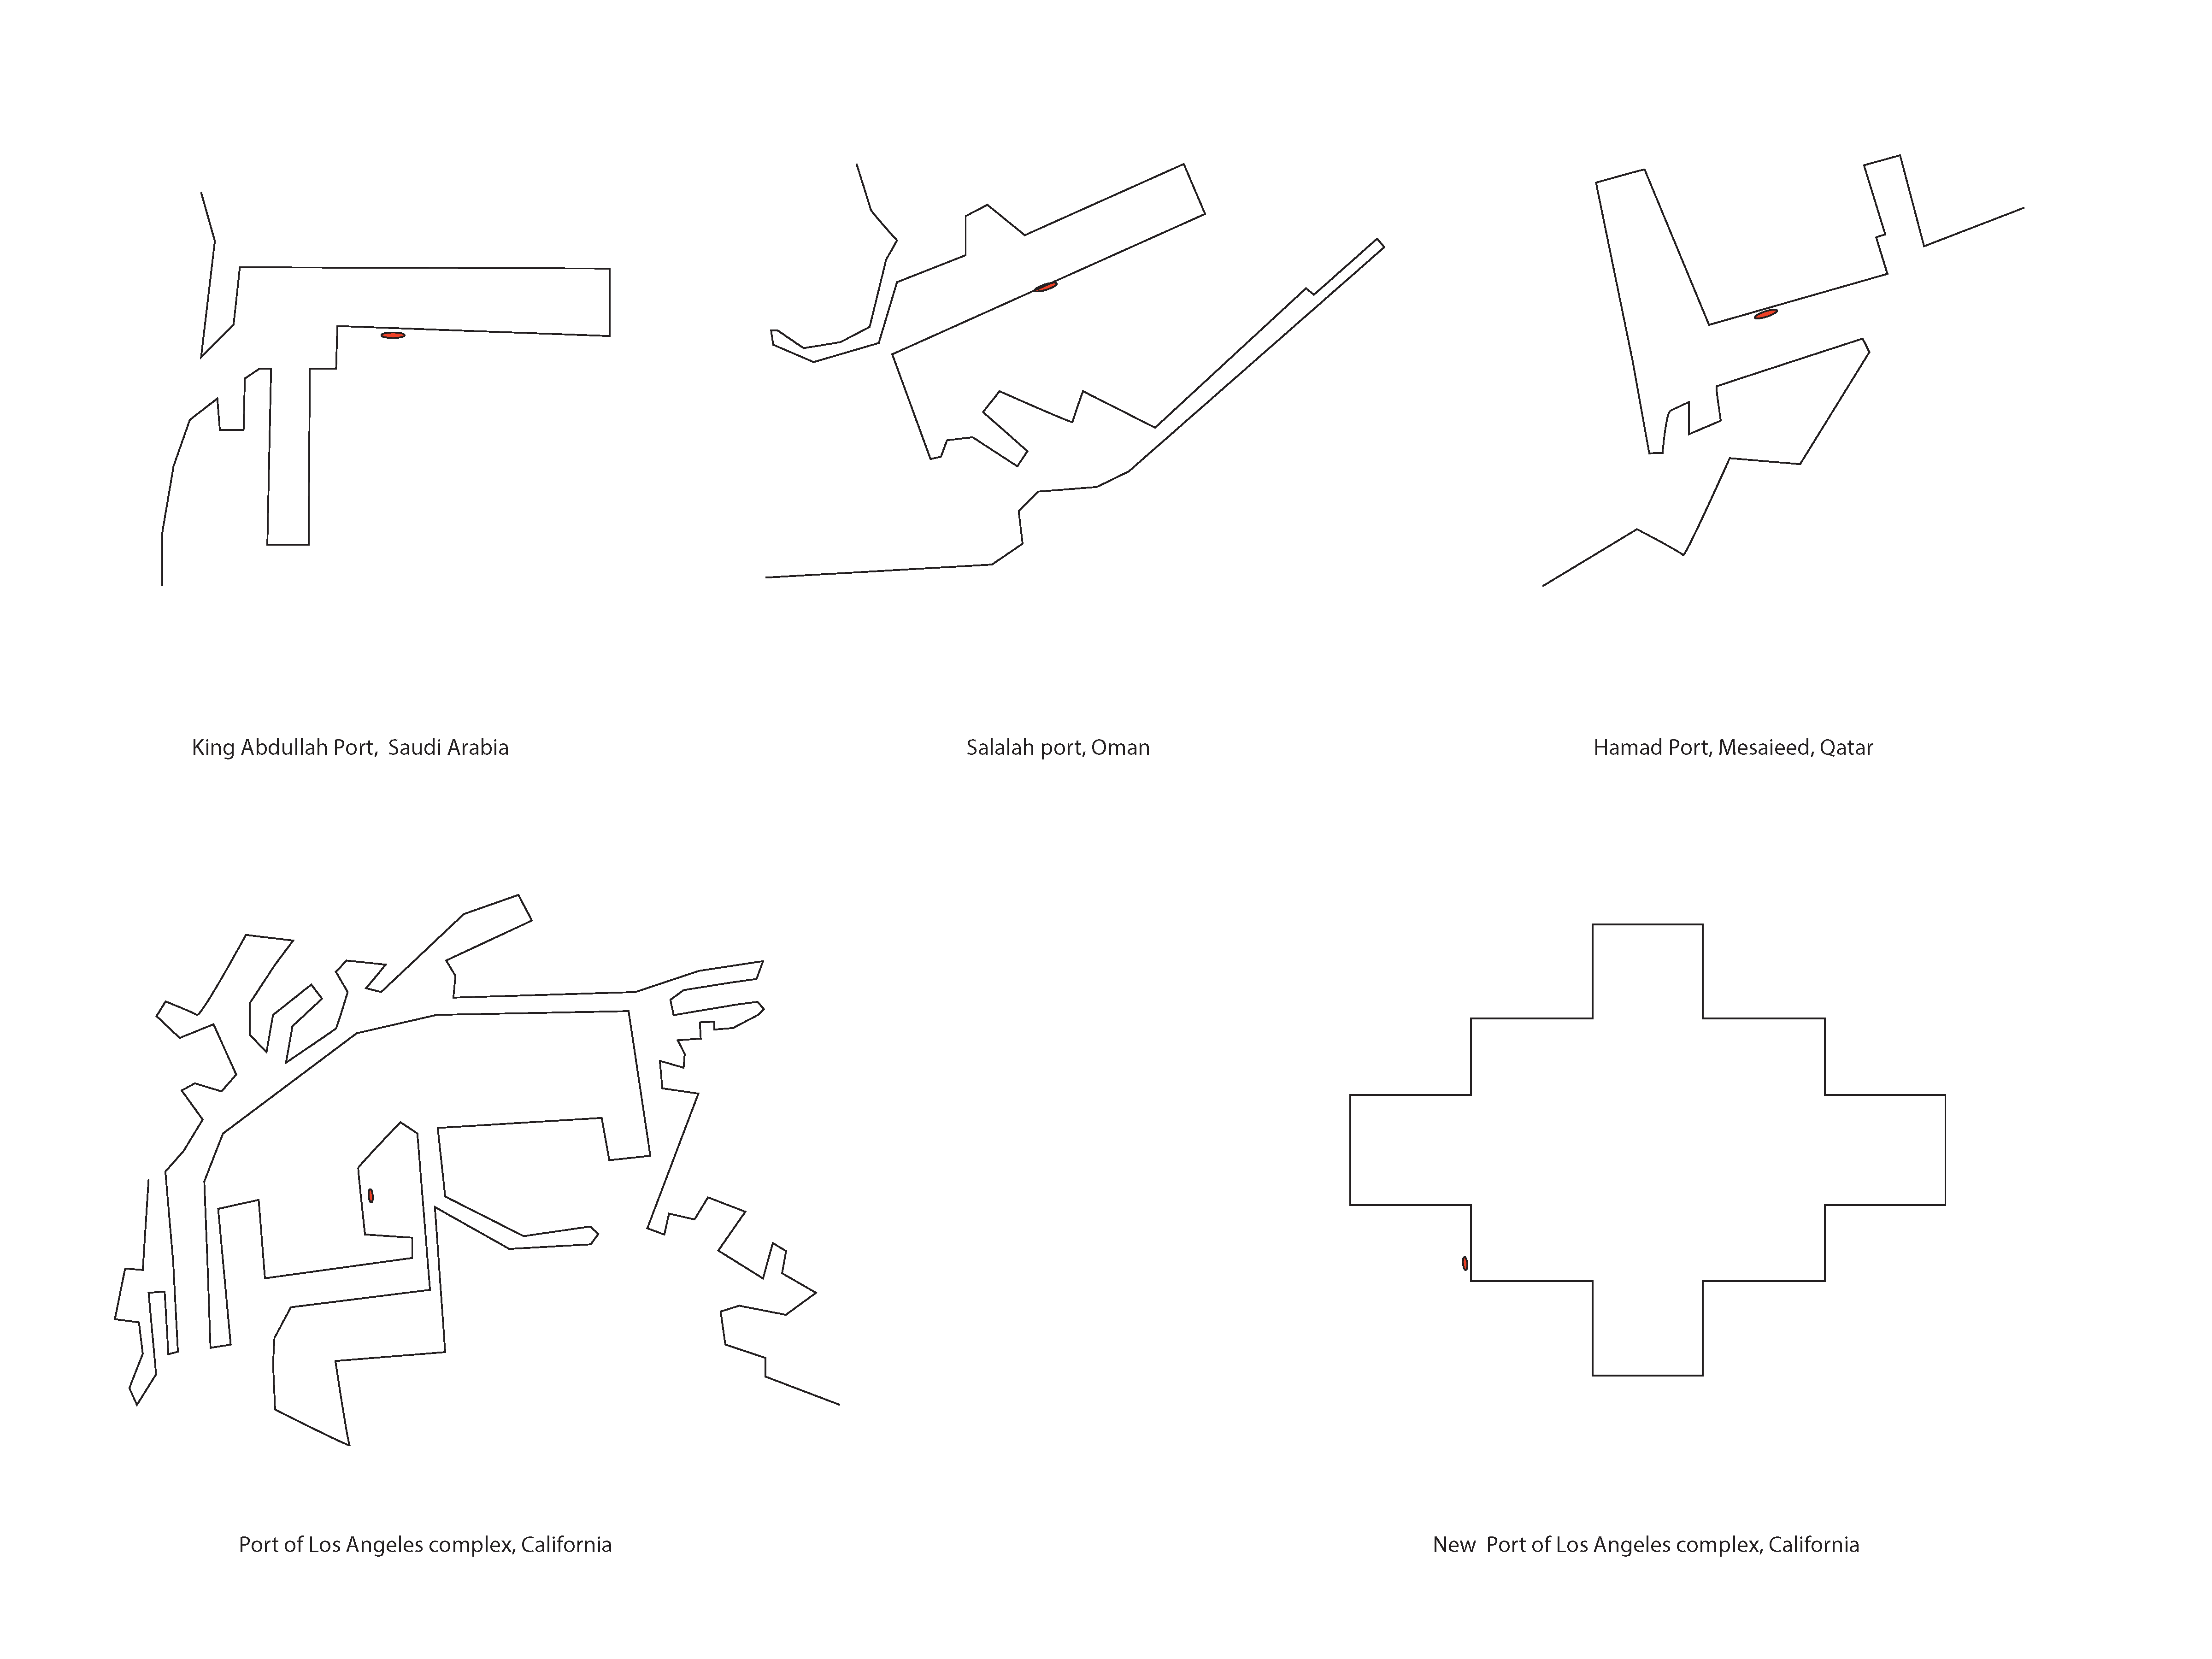 King Abdullah Port,  Saudi Arabia
Salalah port, Oman
Hamad Port, Mesaieed, Qatar
Port of Los Angeles complex, California
New  Port of Los Angeles complex, California